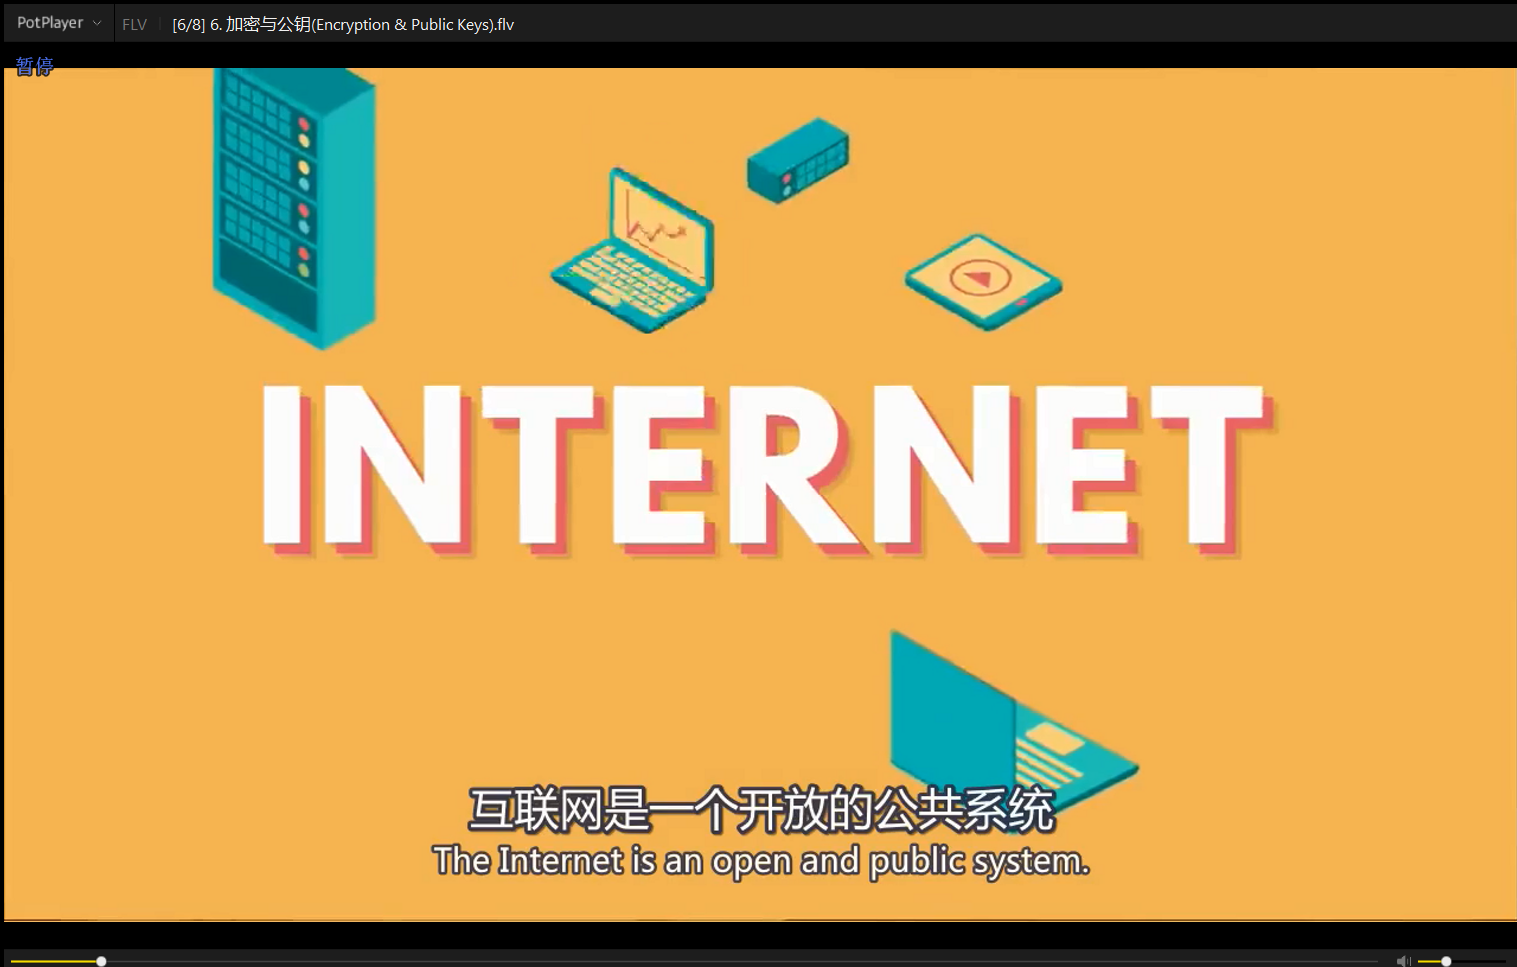 PotPlayer FLV [6/8] 6. 加密与公钥(Encryption & Public Keys).flv
暂停
INTERNET
互联网是一个开放的公共系统
The Internet is an open and public system.